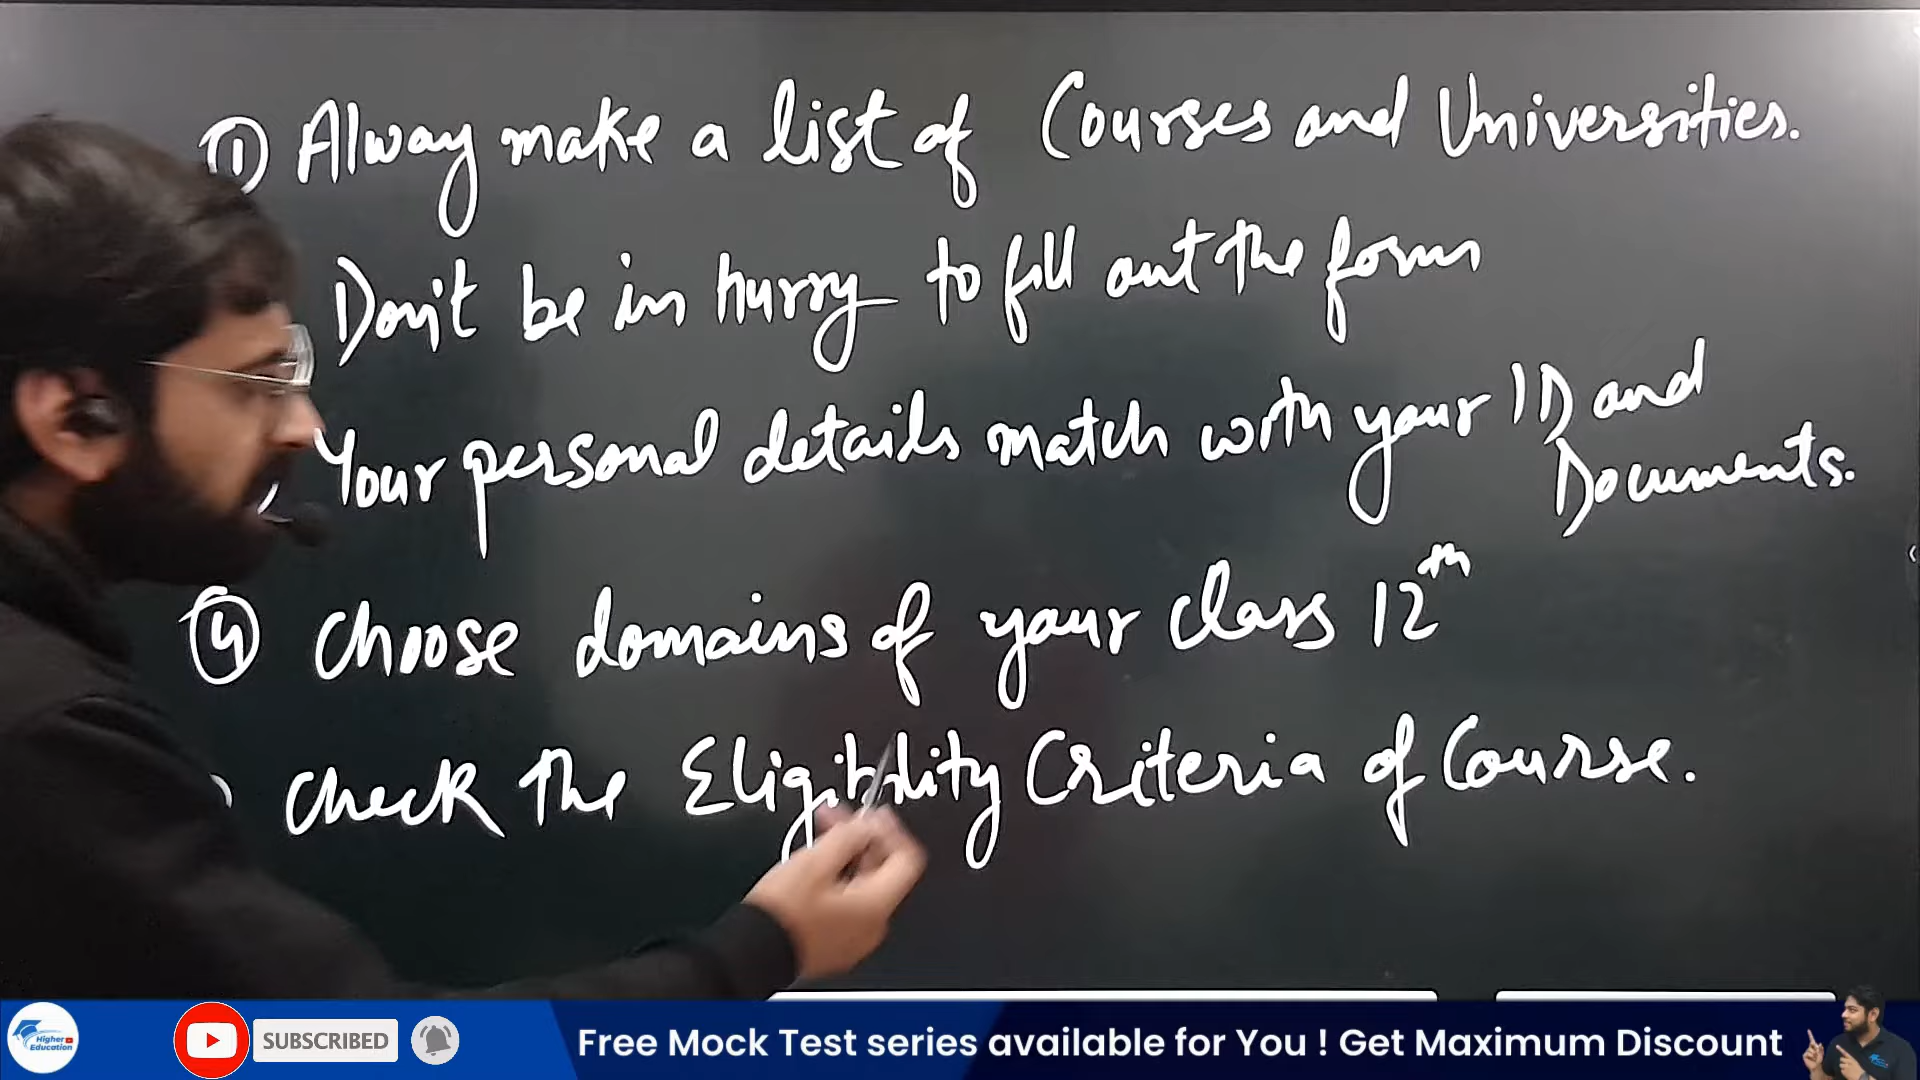 ① Alway make a list of Courses and Universities.
Don't be in hurry to fill out the form
Your personal details match with your ID and
Documents.
④ Choose domains of your class 12th
Check the Eligibility Criteria of Course.
Higher
Education
SUBSCRIBED
Free Mock Test series available for You ! Get Maximum Discount